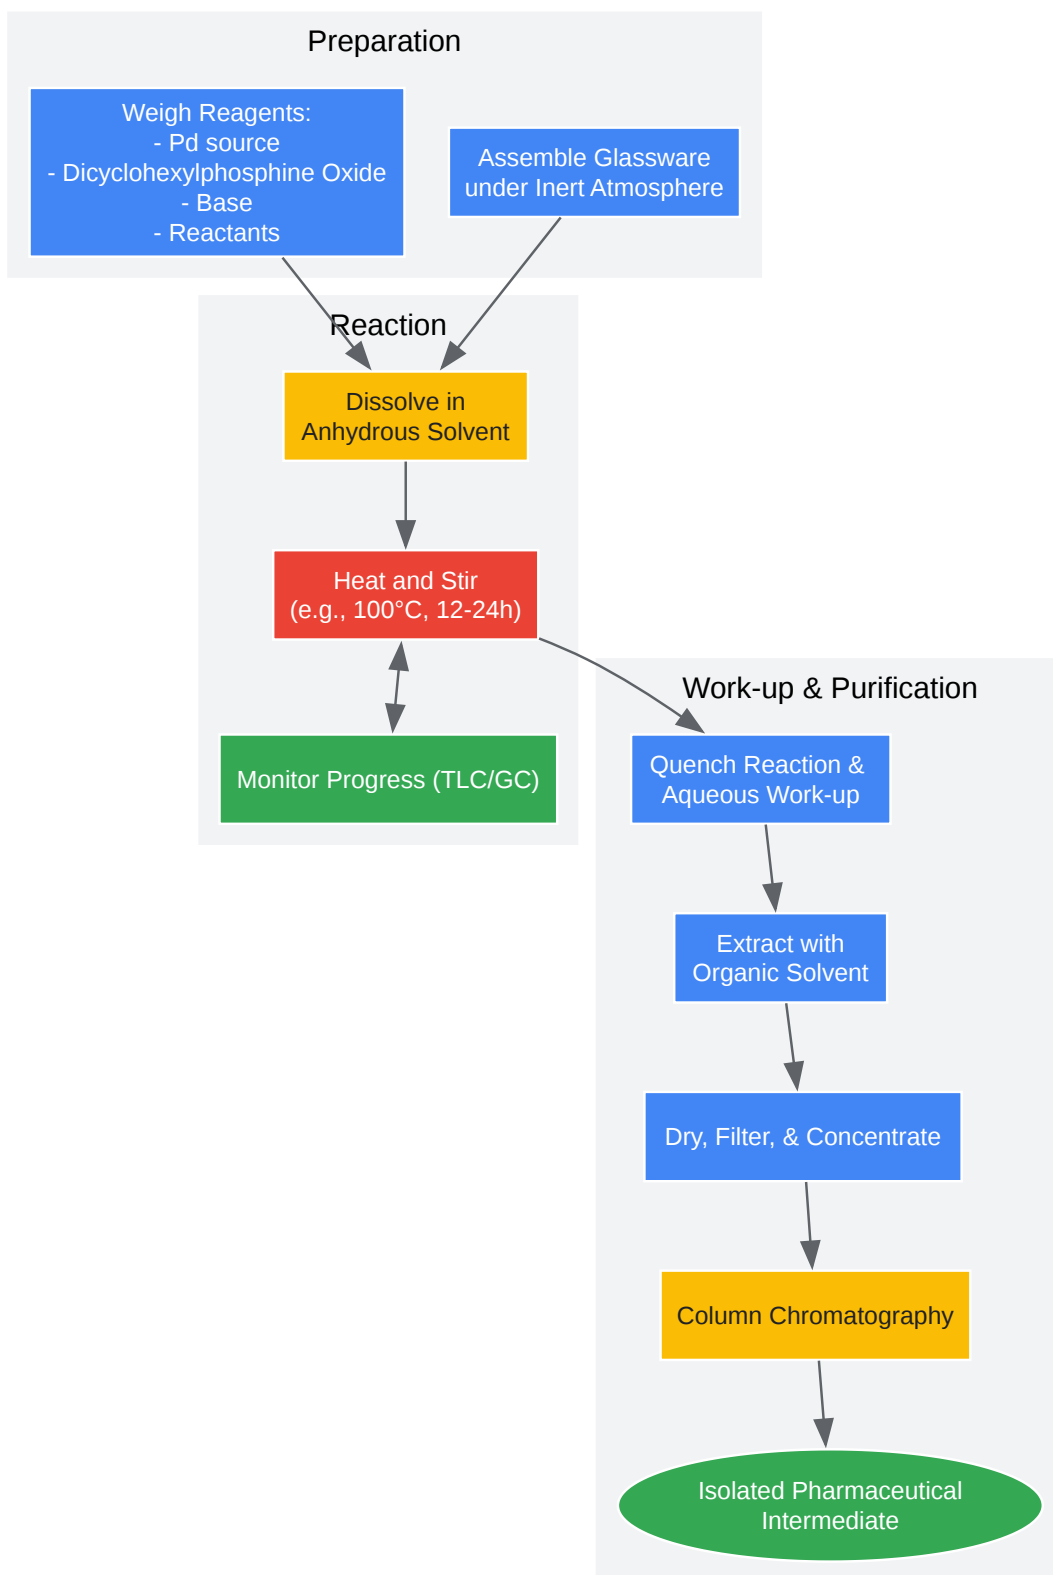 Preparation
Weigh Reagents:
- Pd source
- Dicyclohexylphosphine Oxide
- Base
- Reactants
Assemble Glassware
under Inert Atmosphere
Reaction
Dissolve in
Anhydrous Solvent
Heat and Stir
(e.g., 100°C, 12-24h)
Monitor Progress (TLC/GC)
Work-up & Purification
Quench Reaction &
Aqueous Work-up
Extract with
Organic Solvent
Dry, Filter, & Concentrate
Column Chromatography
Isolated Pharmaceutical
Intermediate